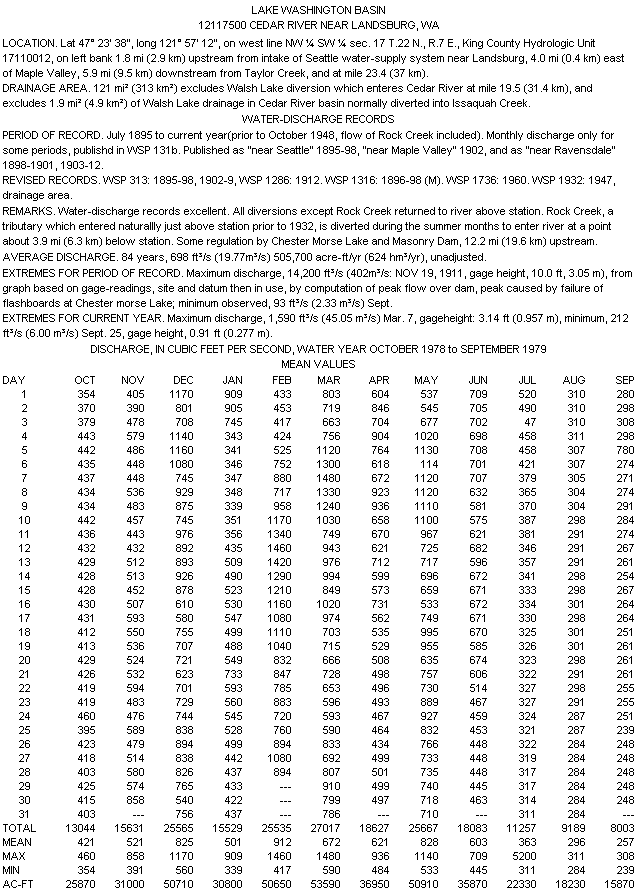 LAKE WASHINGTON BASIN
12117500 CEDAR RIVER NEAR LANDSBURG, WA
LOCATION. Lat 47° 23' 38", long 121° 57' 12", on west line NW ¼ SW ¼ sec. 17 T.22 N., R.7 E., King County Hydrologic Unit
17110012, on left bank 1.8 mi (2.9 km) upstream from intake of Seattle water-supply system near Landsburg, 4.0 mi (0.4 km) east
of Maple Valley, 5.9 mi (9.5 km) downstream from Taylor Creek, and at mile 23.4 (37 km).
DRAINAGE AREA. 121 mi² (313 km²) excludes Walsh Lake diversion which enteres Cedar River at mile 19.5 (31.4 km), and
excludes 1.9 mi² (4.9 km²) of Walsh Lake drainage in Cedar River basin normally diverted into Issaquah Creek.
WATER-DISCHARGE RECORDS
PERIOD OF RECORD. July 1895 to current year(prior to October 1948, flow of Rock Creek included). Monthly discharge only for
some periods, publishd in WSP 131b. Published as "near Seattle" 1895-98, "near Maple Valley" 1902, and as "near Ravensdale"
1898-1901, 1903-12.
REVISED RECORDS. WSP 313: 1895-98, 1902-9, WSP 1286: 1912. WSP 1316: 1896-98 (M). WSP 1736: 1960. WSP 1932: 1947,
drainage area.
REMARKS. Water-discharge records excellent. All diversions except Rock Creek returned to river above station. Rock Creek, a
tributary which entered naturallly just above station prior to 1932, is diverted during the summer months to enter river at a point
about 3.9 mi (6.3 km) below station. Some regulation by Chester Morse Lake and Masonry Dam, 12.2 mi (19.6 km) upstream.
AVERAGE DISCHARGE. 84 years, 698 ft³/s (19.77m³/s) 505,700 acre-ft/yr (624 hm³/yr), unadjusted.
EXTREMES FOR PERIOD OF RECORD. Maximum discharge, 14,200 ft³/s (402m³/s: NOV 19, 1911, gage height, 10.0 ft, 3.05 m), from
graph based on gage-readings, site and datum then in use, by computation of peak flow over dam, peak caused by failure of
flashboards at Chester morse Lake; minimum observed, 93 ft³/s (2.33 m³/s) Sept.
EXTREMES FOR CURRENT YEAR. Maximum discharge, 1,590 ft³/s (45.05 m³/s) Mar. 7, gageheight: 3.14 ft (0.957 m), minimum, 212
ft³/s (6.00 m³/s) Sept. 25, gage height, 0.91 ft (0.277 m).
DISCHARGE, IN CUBIC FEET PER SECOND, WATER YEAR OCTOBER 1978 to SEPTEMBER 1979
MEAN VALUES
DAY OCT NOV DEC JAN FEB MAR APR MAY JUN JUL AUG SEP
1 354 405 1170 909 433 803 604 537 709 520 310 280
2 370 390 801 905 453 719 846 545 705 490 310 298
3 379 478 708 745 417 663 704 677 702 47 310 308
4 443 579 1140 343 424 756 904 1020 698 458 311 298
5 442 486 1160 341 525 1120 764 1130 708 458 307 780
6 435 448 1080 346 752 1300 618 114 701 421 307 274
7 437 448 745 347 880 1480 672 1120 707 379 305 271
8 434 536 929 348 717 1330 923 1120 632 365 304 274
9 434 483 875 339 958 1240 936 1110 581 370 304 291
10 442 457 745 351 1170 1030 658 1100 575 387 298 284
11 436 443 976 356 1340 749 670 967 621 381 291 274
12 432 432 892 435 1460 943 621 725 682 346 291 267
13 429 512 893 509 1420 976 712 717 596 357 291 261
14 428 513 926 490 1290 994 599 696 672 341 298 254
15 428 452 878 523 1210 849 573 659 671 333 298 267
16 430 507 610 530 1160 1020 731 533 672 334 301 264
17 431 593 580 547 1080 974 562 749 671 330 298 264
18 412 550 755 499 1110 703 535 995 670 325 301 251
19 413 536 707 488 1040 715 529 955 585 326 301 261
20 429 524 721 549 832 666 508 635 674 323 298 261
21 426 532 623 733 847 728 498 757 606 322 291 261
22 419 594 701 593 785 653 496 730 514 327 298 255
23 419 483 729 560 883 596 493 889 467 327 291 255
24 460 476 744 545 720 593 467 927 459 324 287 251
25 395 589 838 528 760 590 464 832 453 321 287 239
26 423 479 894 499 894 833 434 766 448 322 284 248
27 418 514 838 442 1080 692 499 733 448 319 284 248
28 403 580 826 437 894 807 501 735 448 317 284 248
29 425 574 765 433 --- 910 499 740 445 317 284 248
30 415 858 540 422 --- 799 497 718 463 314 284 248
31 403 --- 756 437 --- 786 --- 710 --- 311 284 ---
TOTAL 13044 15631 25565 15529 25535 27017 18627 25667 18083 11257 9189 8003
MEAN 421 521 825 501 912 672 621 828 603 363 296 257
MAX 460 858 1170 909 1460 1480 936 1140 709 5200 311 308
MIN 354 391 560 339 417 590 484 533 445 311 284 239
AC-FT 25870 31000 50710 30800 50650 53590 36950 50910 35870 22330 18230 15870